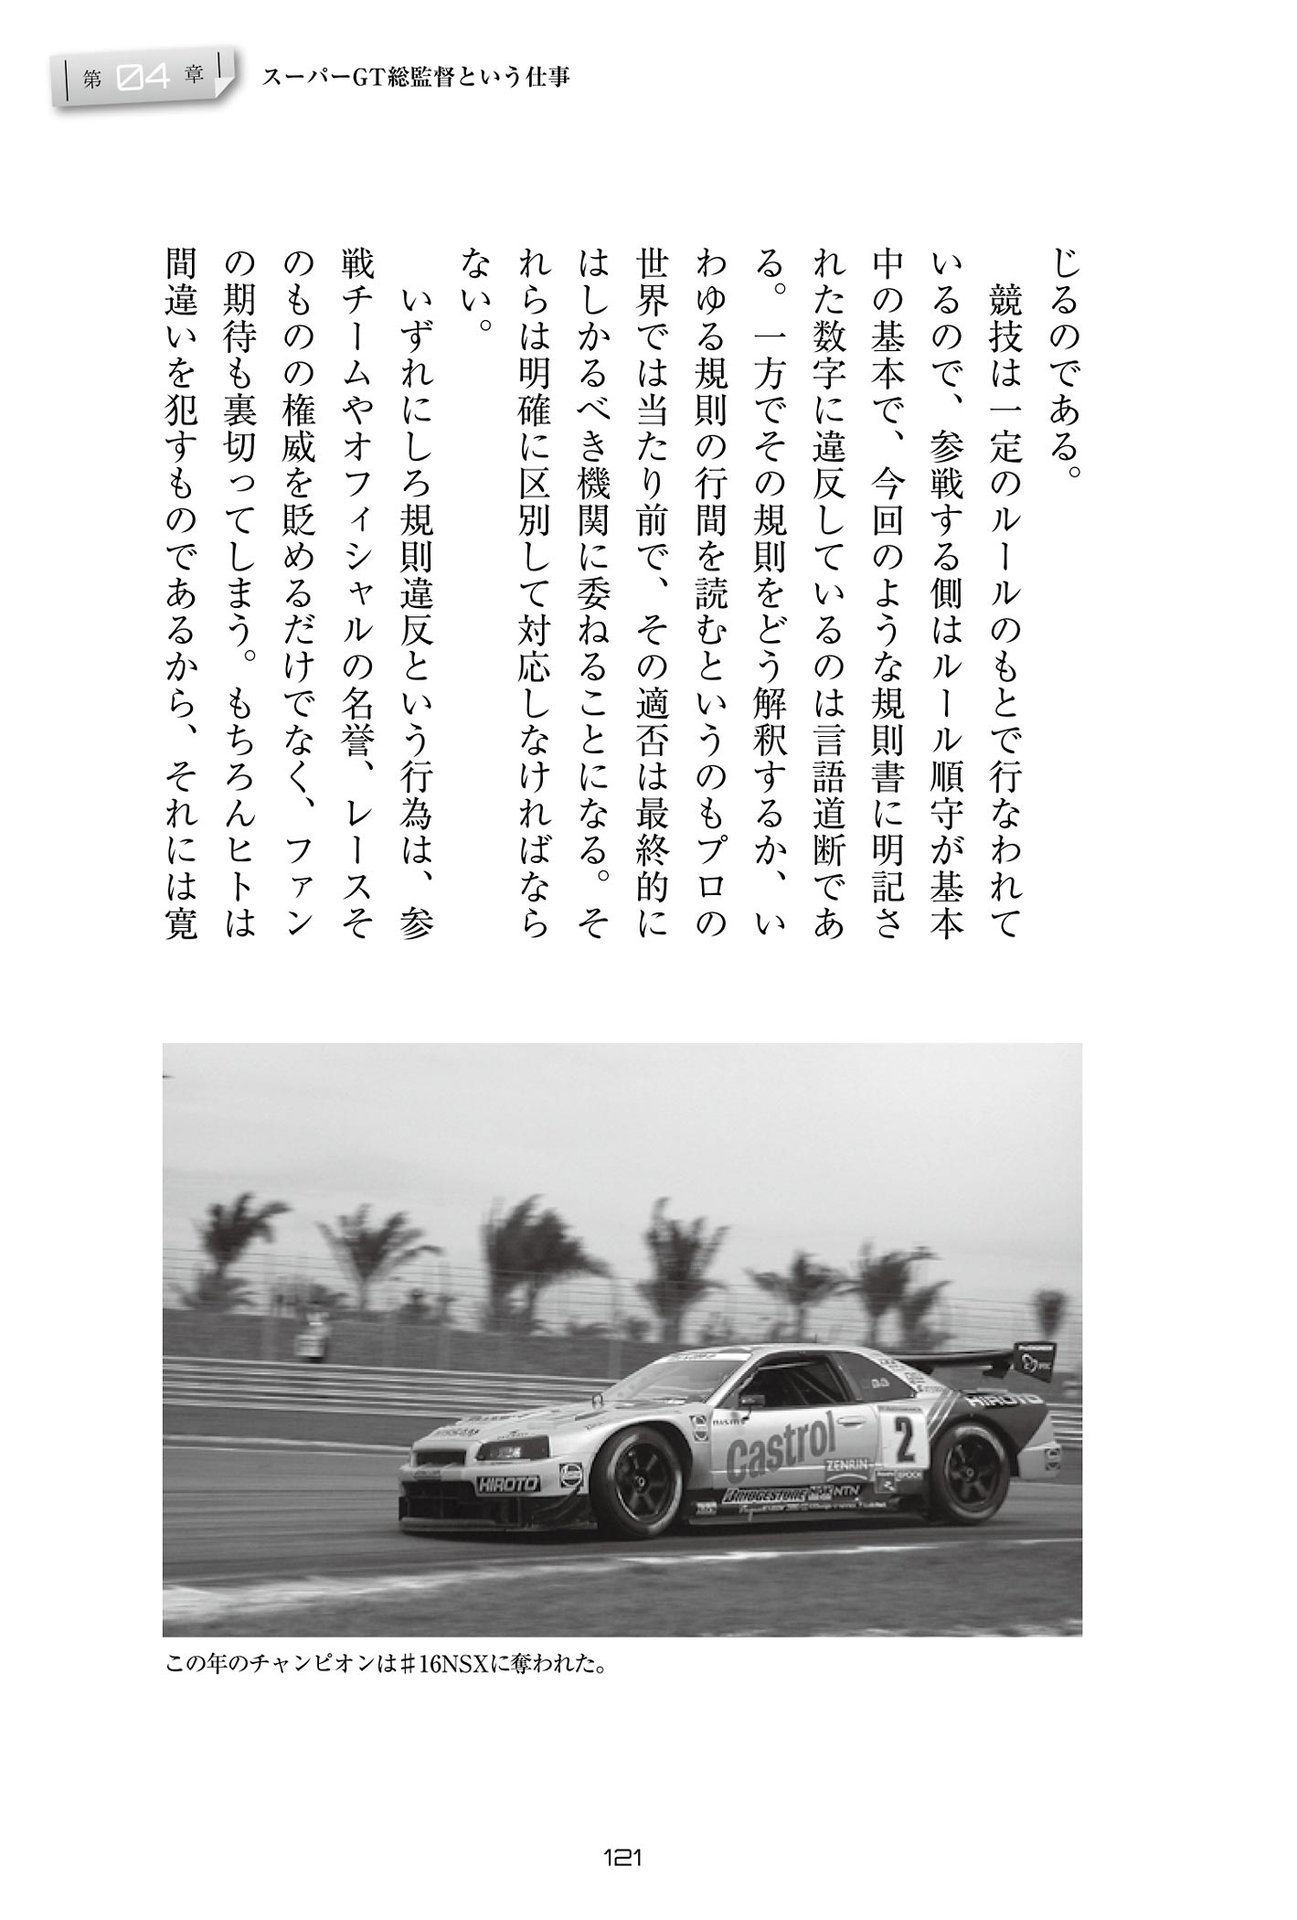 第04章
スーパーGT総監督という仕事
じるのである。
競技は一定のルールのもとで行なわれて
いるので、参戦する側はルール順守が基本
中の基本で、今回のような規則書に明記さ
れた数字に違反しているのは言語道断であ
る。一方でその規則をどう解釈するか、い
わゆる規則の行間を読むというのもプロの
世界では当たり前で、その適否は最終的に
はしかるべき機関に委ねることになる。そ
れらは明確に区別して対応しなければなら
ない。
いずれにしろ規則違反という行為は、参
戦チームやオフィシャルの名誉、レースそ
のものの権威を貶めるだけでなく、ファン
の期待も裏切ってしまう。もちろんヒトは
間違いを犯すものであるから、それには寛
HIROTO
Castrol
2
ZENRIN
BRIDGESTONE
NTN
HIROTO
この年のチャンピオンは♯16NSXに奪われた。
121